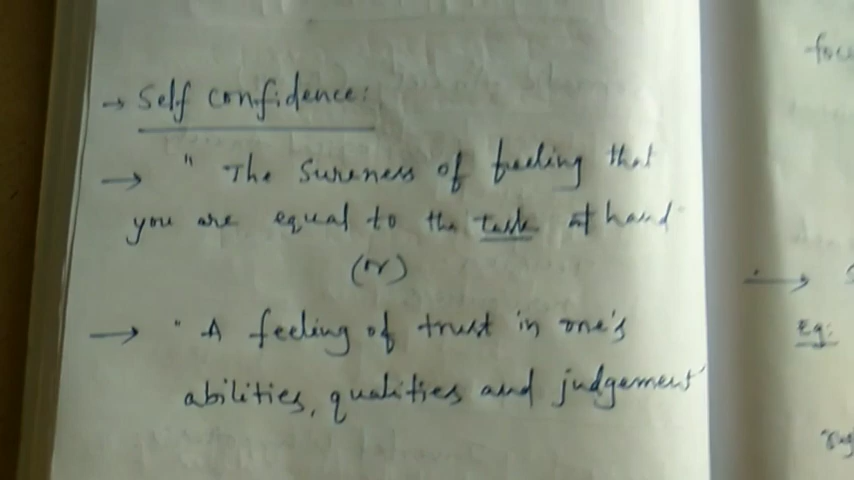 → Self confidence:
→ " The sureness of feeling that
you are equal to the task at hand
(or)
→ " A feeling of trust in one's
abilities, qualities and judgement"
Eg: